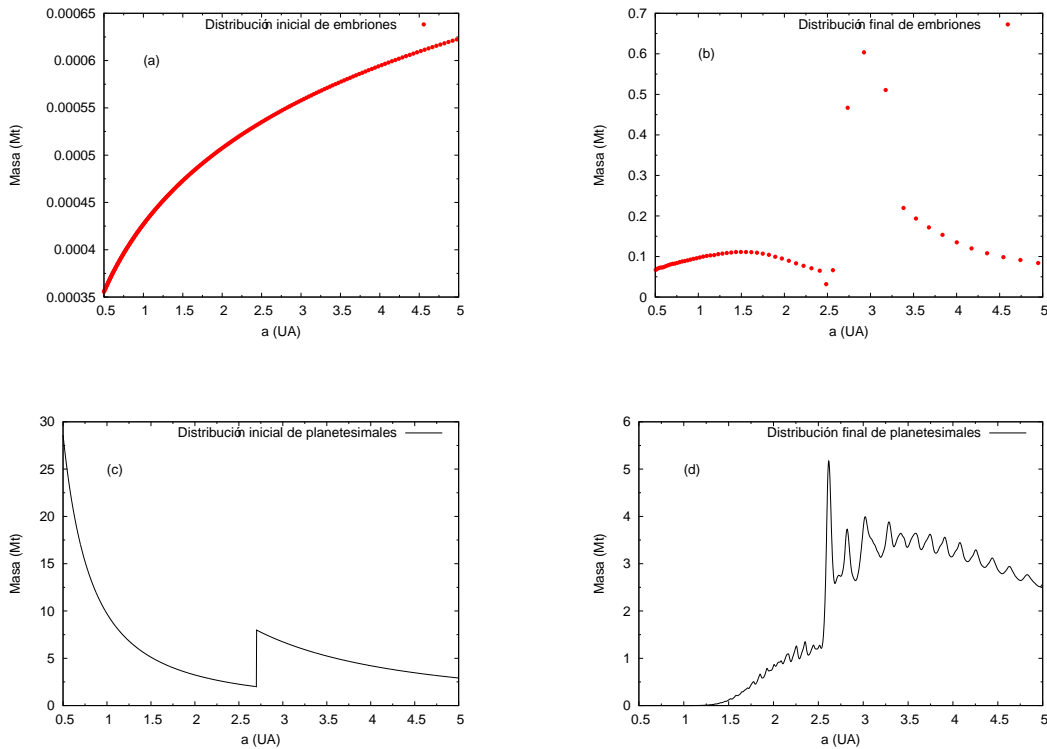 0.00065
0.0006
0.00055
0.0005
0.00045
0.0004
0.00035
Distribución inicial de embriones
(a)
Masa (Mt)
0.5 1 1.5 2 2.5 3 3.5 4 4.5 5
a (UA)
0.7
0.6
0.5
0.4
0.3
0.2
0.1
0
Distribución final de embriones
(b)
Masa (Mt)
0.5 1 1.5 2 2.5 3 3.5 4 4.5 5
a (UA)
30
25
20
15
10
5
0
Distribución inicial de planetesimales
(c)
Masa (Mt)
0.5 1 1.5 2 2.5 3 3.5 4 4.5 5
a (UA)
6
5
4
3
2
1
0
Distribución final de planetesimales
(d)
Masa (Mt)
0.5 1 1.5 2 2.5 3 3.5 4 4.5 5
a (UA)